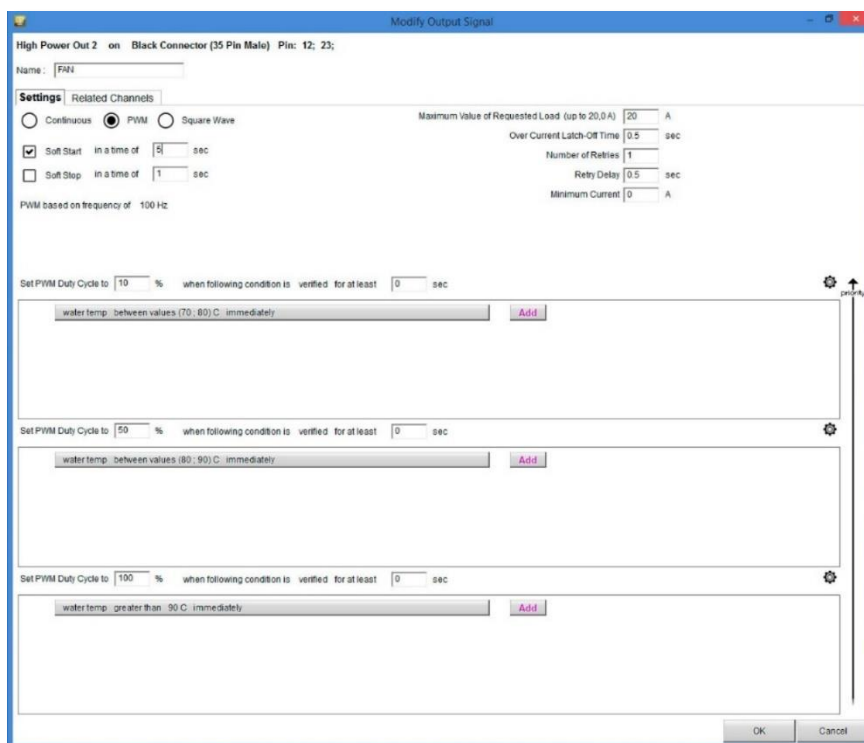 Modify Output Signal
High Power Out 2 on Black Connector (35 Pin Male) Pin: 12; 23;
Name : FAN
Settings Related Channels
Continuous PWM Square Wave
Maximum Value of Requested Load (up to 20,0 A) 20 A
Over Current Latch-Off Time 0.5 sec
Soft Start in a time of 5 sec
Number of Retries 1
Soft Stop in a time of 1 sec
Retry Delay 0.5 sec
Minimum Current 0 A
PWM based on frequency of 100 Hz
Set PWM Duty Cycle to 10 % when following condition is verified for at least 0 sec
priority
water temp between values (70 ; 80) C immediately Add
Set PWM Duty Cycle to 50 % when following condition is verified for at least 0 sec
water temp between values (80 ; 90) C immediately Add
Set PWM Duty Cycle to 100 % when following condition is verified for at least 0 sec
water temp greater than 90 C immediately Add
OK Cancel